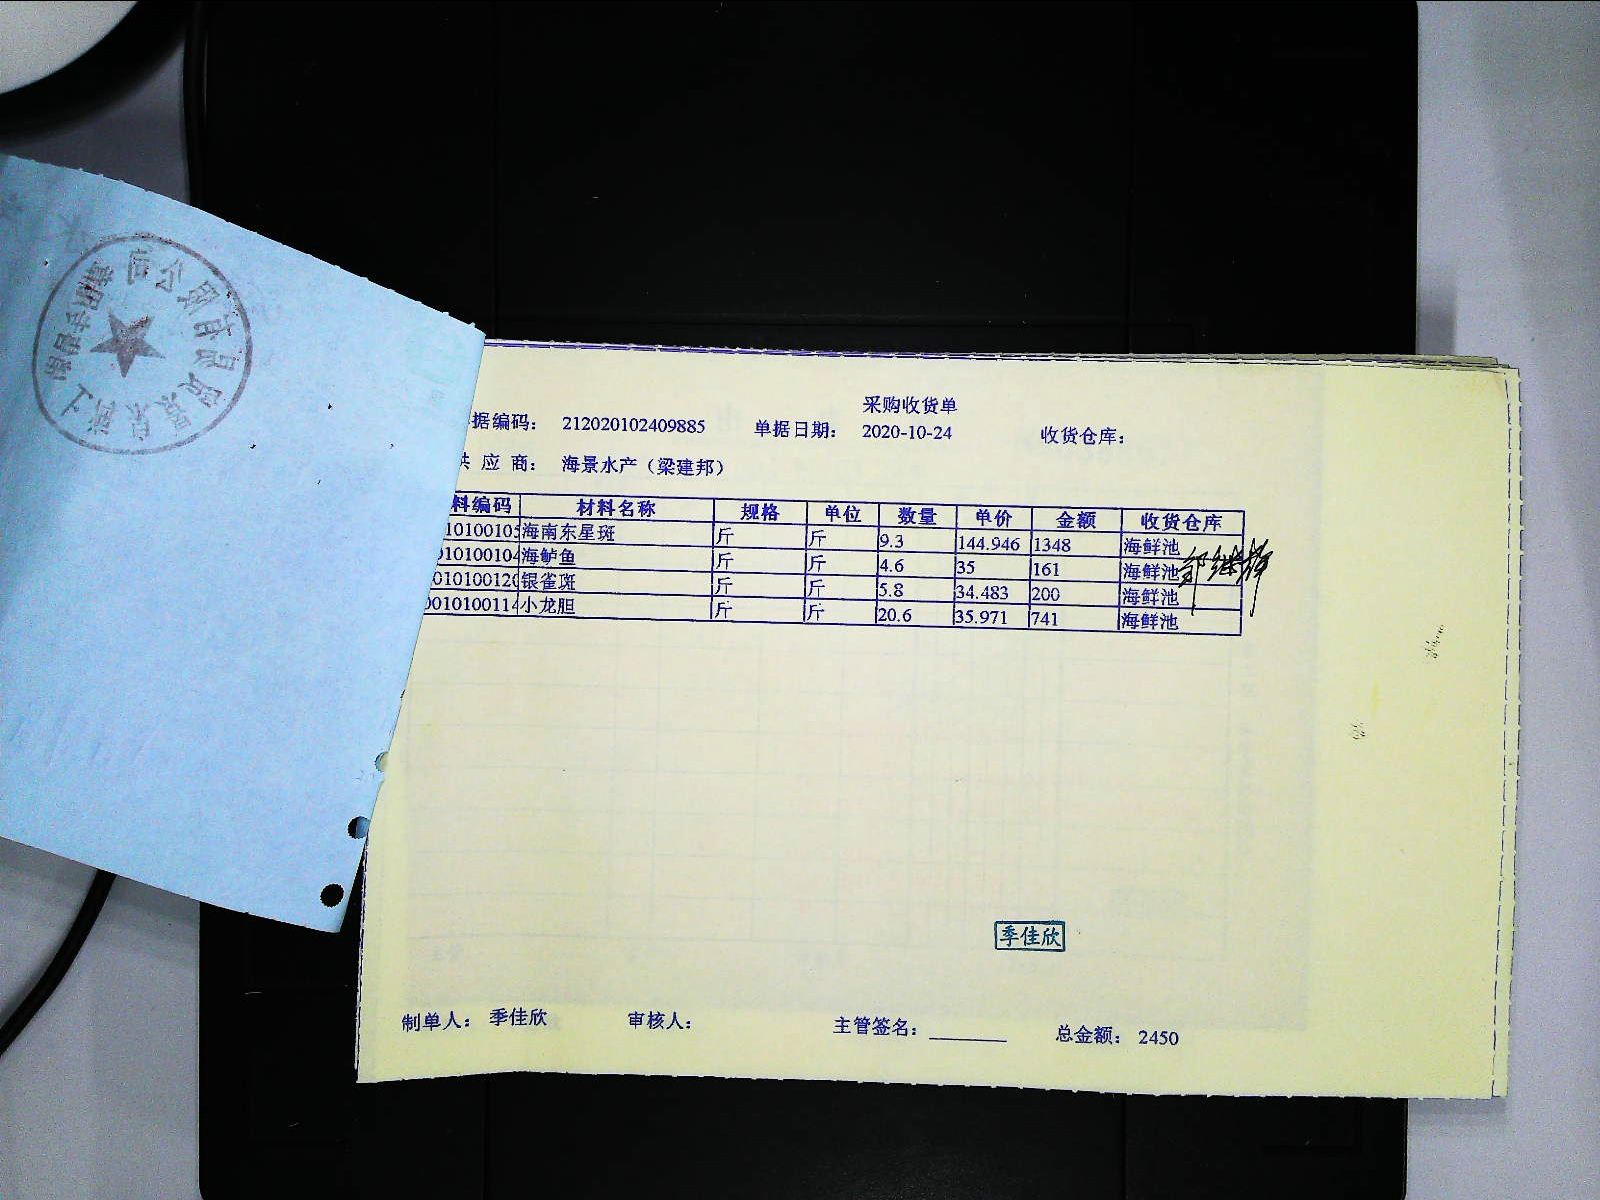 采购收货单
据编码： 212020102409885 单据日期： 2020-10-24 收货仓库：
供 应 商： 海景水产（梁建邦）
料编码 材料名称 规格 单位 数量 单价 金额 收货仓库
10100105 海南东星斑 斤 斤 9.3 144.946 1348 海鲜池
010100104 海鲈鱼 斤 斤 4.6 35 161 海鲜池
010100120 银雀斑 斤 斤 5.8 34.483 200 海鲜池
0010100114 小龙胆 斤 斤 20.6 35.971 741 海鲜池
季佳欣
制单人： 季佳欣 审核人： 主管签名： 总金额： 2450